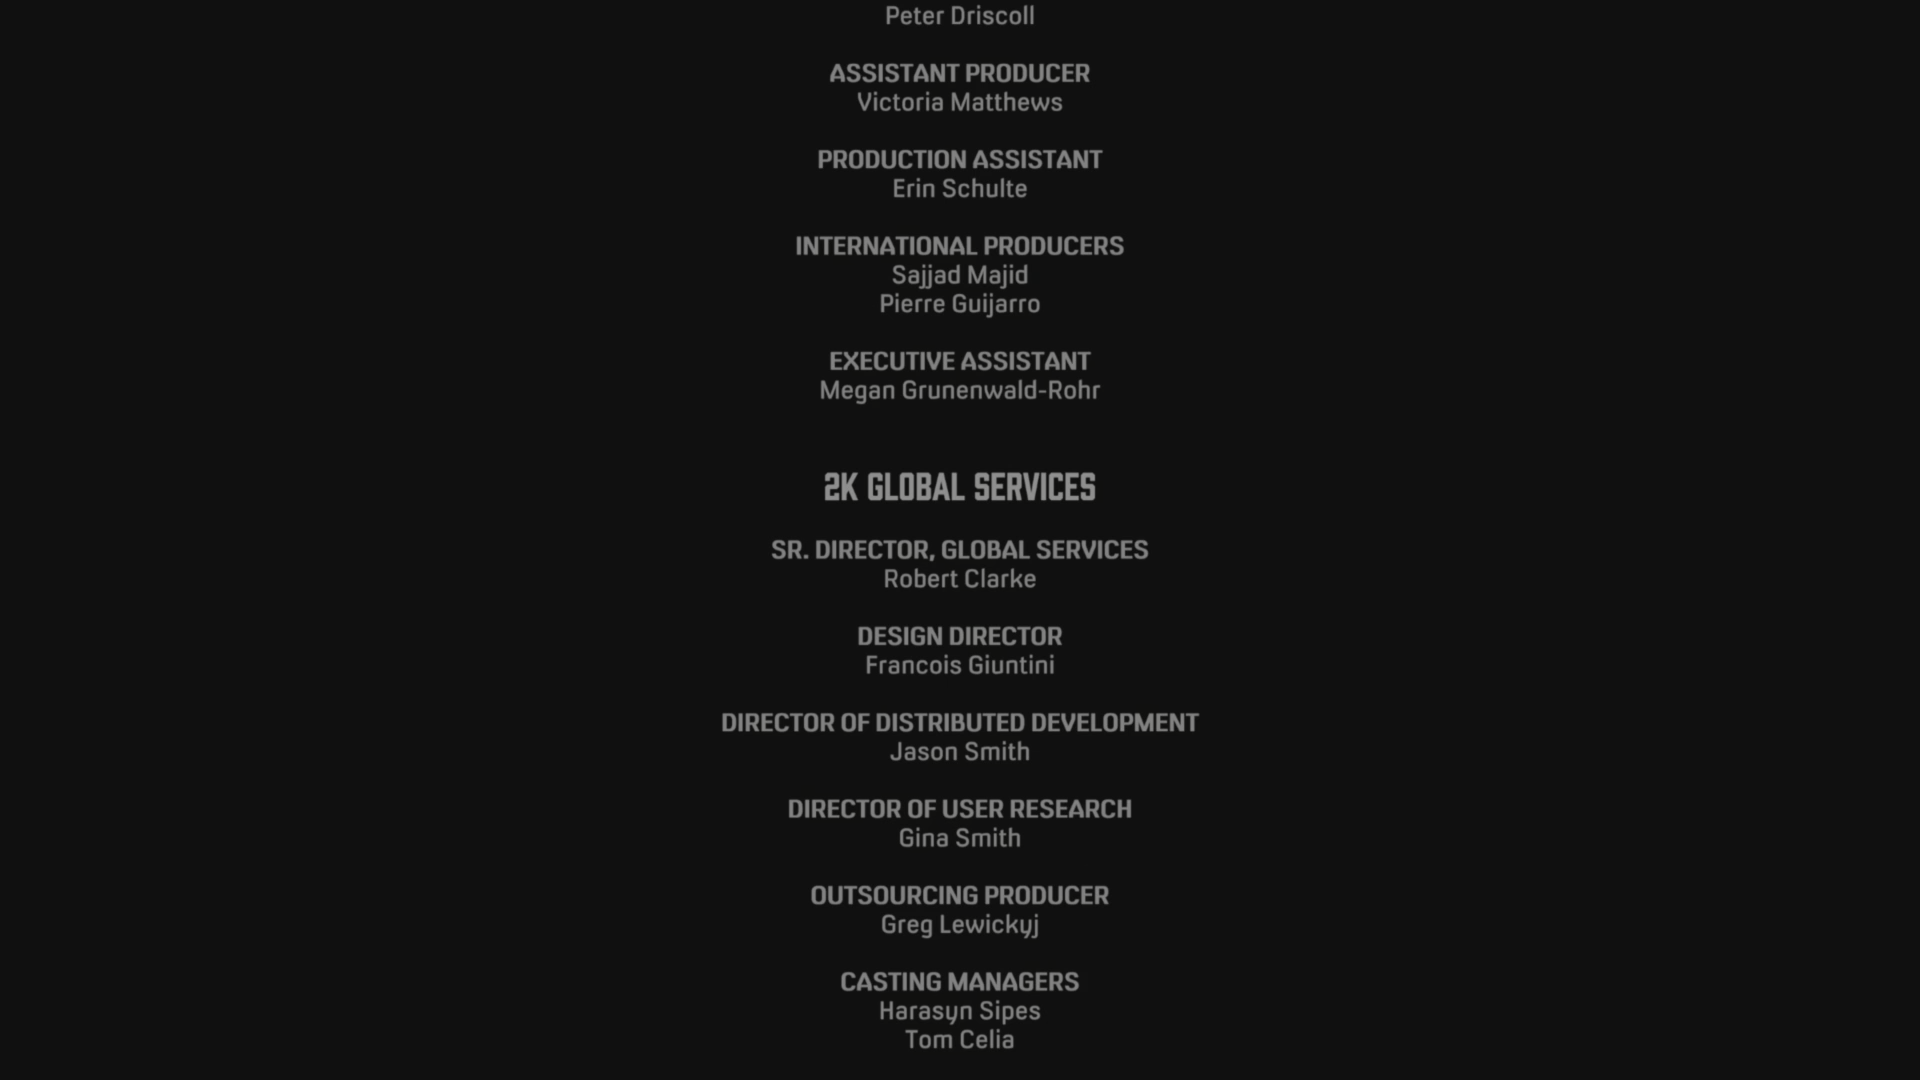 Peter Driscoll
ASSISTANT PRODUCER
Victoria Matthews
PRODUCTION ASSISTANT
Erin Schulte
INTERNATIONAL PRODUCERS
Sajjad Majid
Pierre Guijarro
EXECUTIVE ASSISTANT
Megan Grunenwald-Rohr
2K GLOBAL SERVICES
SR. DIRECTOR, GLOBAL SERVICES
Robert Clarke
DESIGN DIRECTOR
Francois Giuntini
DIRECTOR OF DISTRIBUTED DEVELOPMENT
Jason Smith
DIRECTOR OF USER RESEARCH
Gina Smith
OUTSOURCING PRODUCER
Greg Lewickyj
CASTING MANAGERS
Harasyn Sipes
Tom Celia